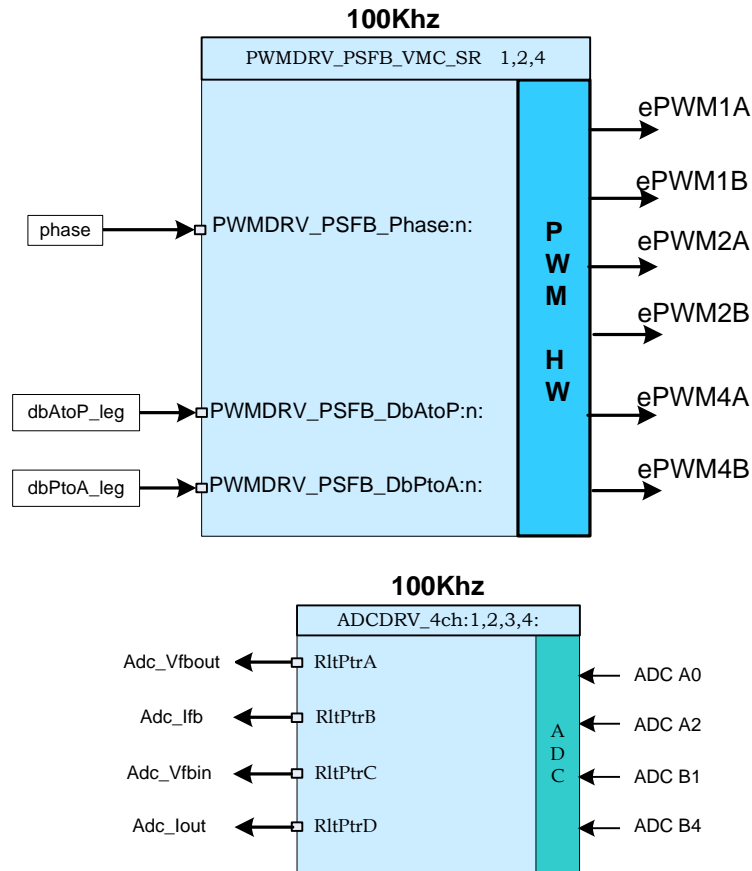 100Khz
PWMDRV_PSFB_VMC_SR 1,2,4
ePWM1A
ePWM1B
phase
PWMDRV_PSFB_Phase:n:
P
W
M
H
W
ePWM2A
ePWM2B
dbAtoP_leg
PWMDRV_PSFB_DbAtoP:n:
ePWM4A
dbPtoA_leg
PWMDRV_PSFB_DbPtoA:n:
ePWM4B
100Khz
ADCDRV_4ch:1,2,3,4:
Adc_Vfbout
RltPtrA
ADC A0
Adc_Ifb
RltPtrB
ADC A2
A
D
C
Adc_Vfbin
RltPtrC
ADC B1
Adc_Iout
RltPtrD
ADC B4